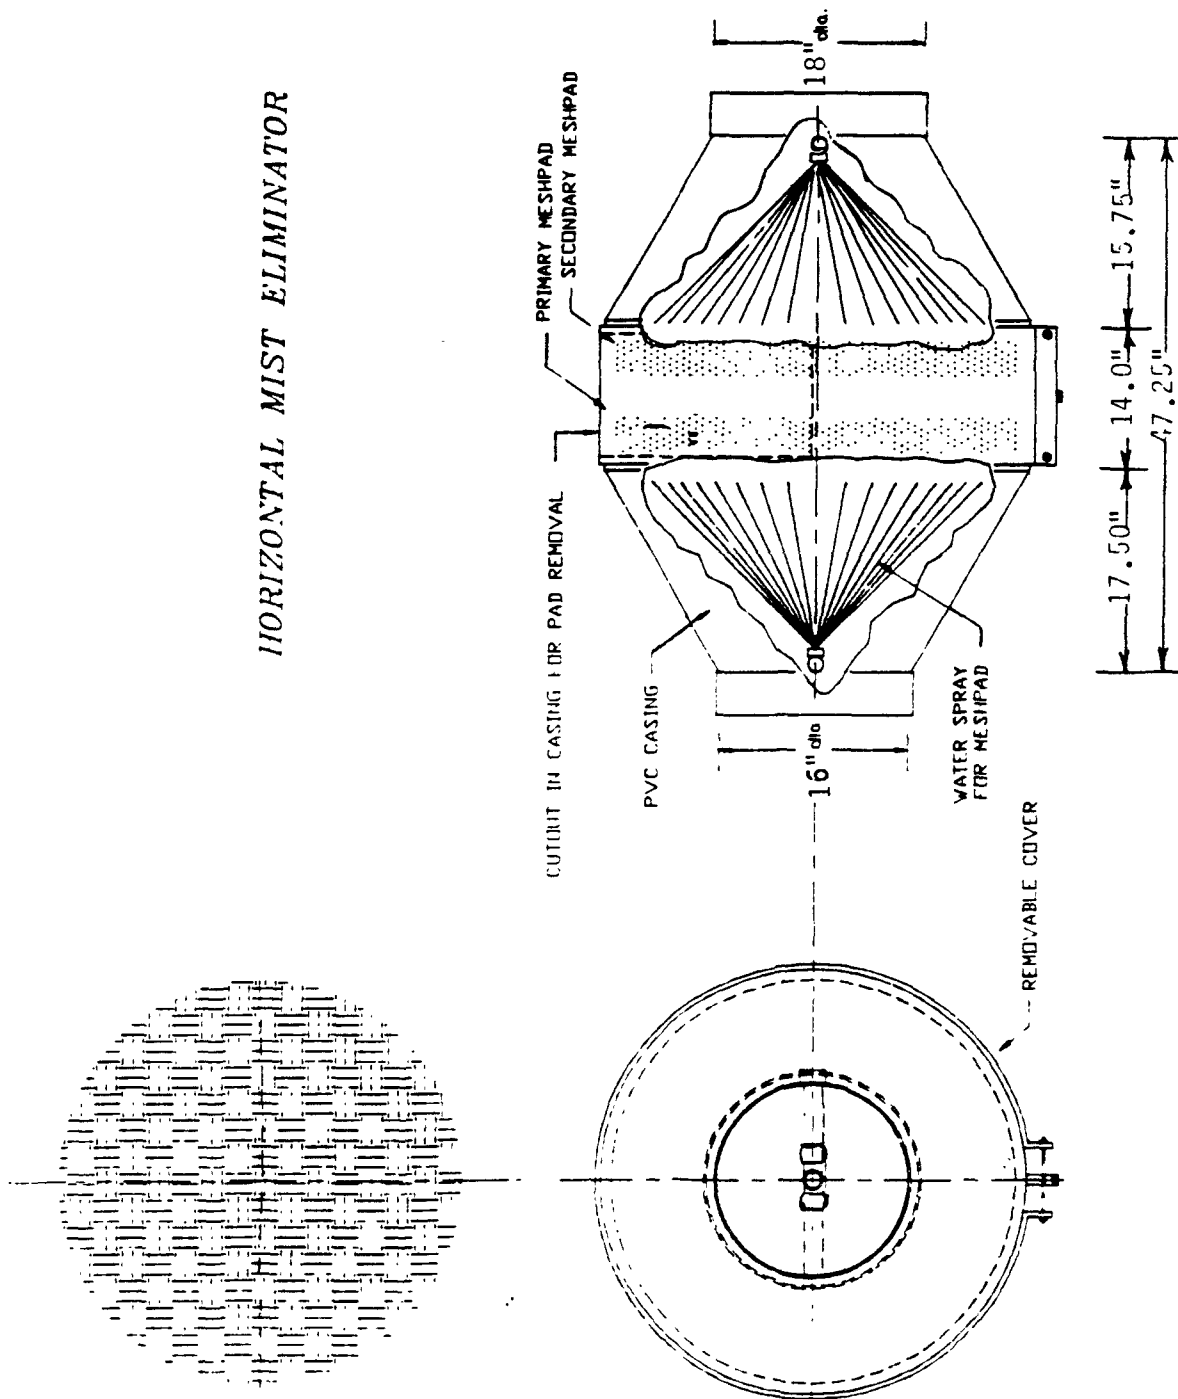 HORIZONTAL MIST ELIMINATOR
PRIMARY MESHPAD
SECONDARY MESHPAD
CUTOUT IN CASING FOR PAD REMOVAL
PVC CASING
WATER SPRAY
FOR MESHPAD
REMOVABLE COVER
16" dia
18" dia.
17.50"
14.0"
15.75"
47.25"